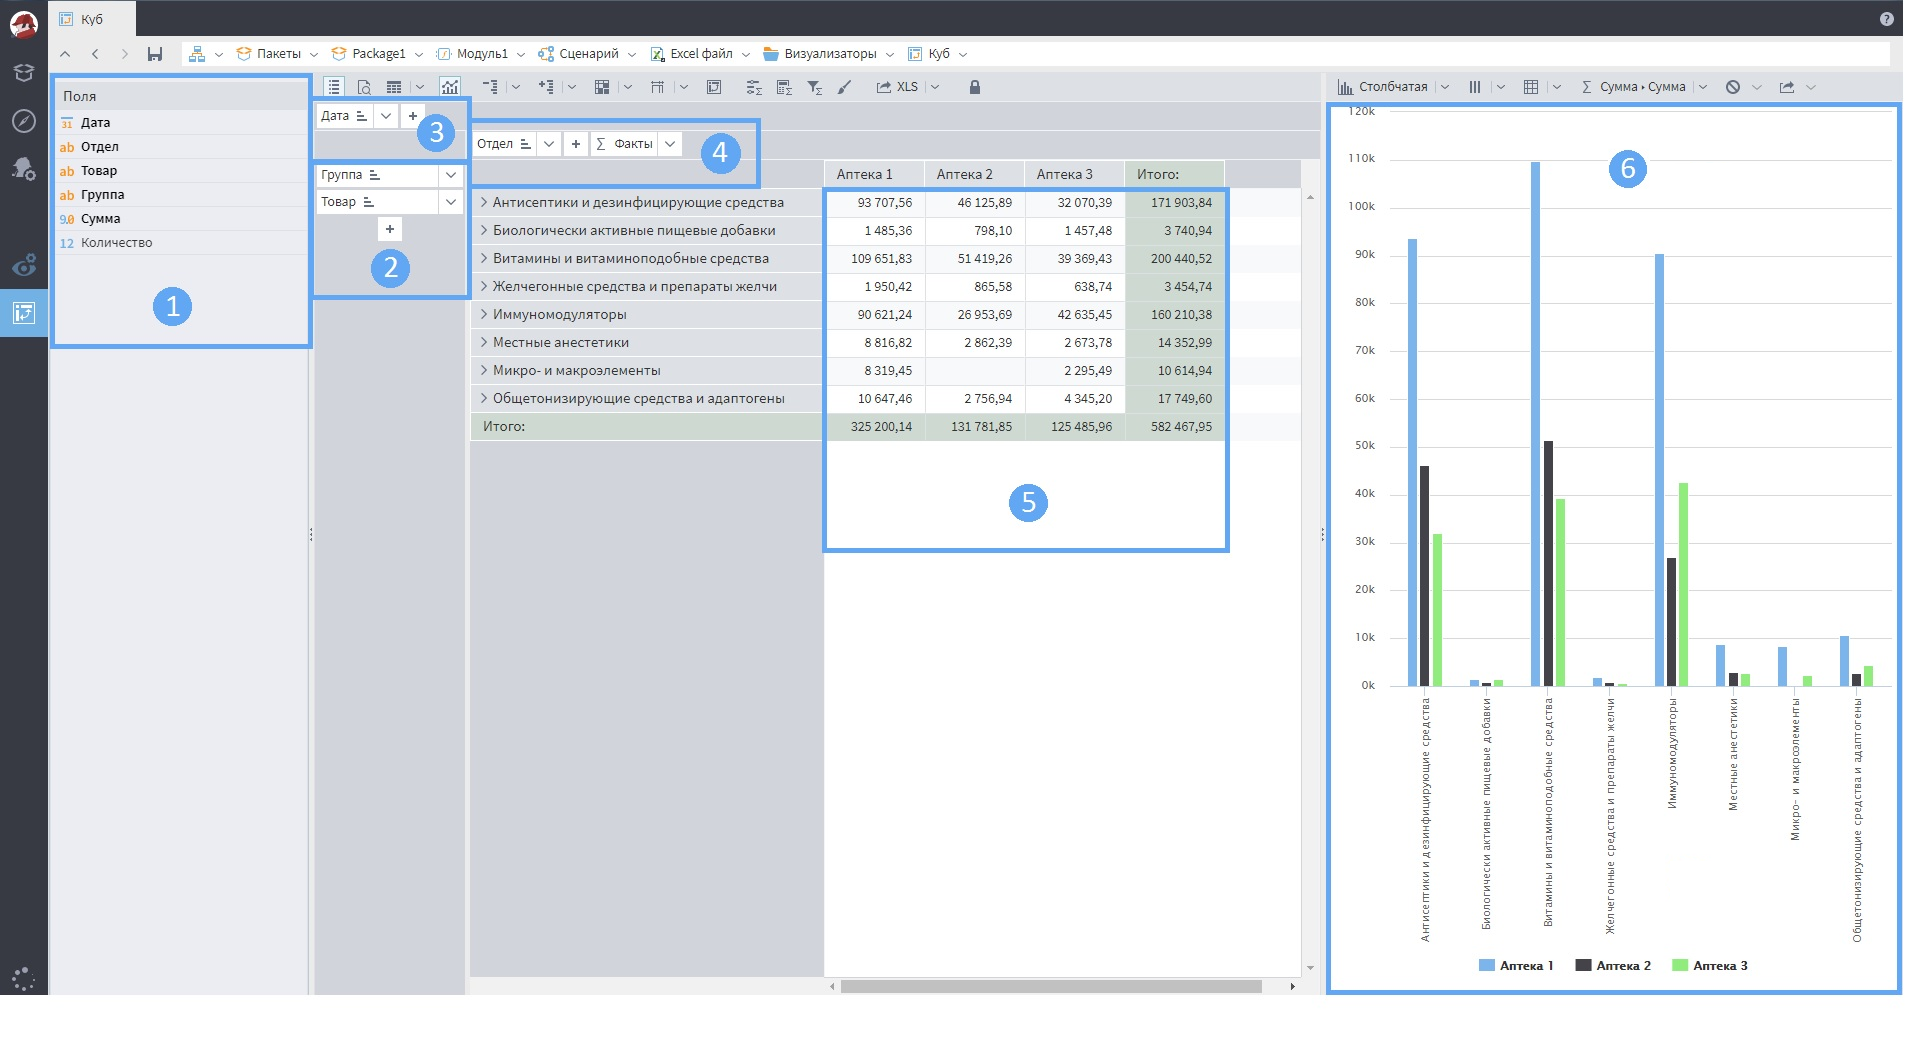 Куб
Пакеты
Package1
Модуль1
Сценарий
Excel файл
Визуализаторы
Куб
Поля
31 Дата
ab Отдел
ab Товар
ab Группа
9.0 Сумма
12 Количество
1
XLS
Дата
+
3
Отдел
+
Σ Факты
4
Группа
Товар
+
2
Аптека 1 Аптека 2 Аптека 3 Итого:
Антисептики и дезинфицирующие средства 93 707,56 46 125,89 32 070,39 171 903,84
Биологически активные пищевые добавки 1 485,36 798,10 1 457,48 3 740,94
Витамины и витаминоподобные средства 109 651,83 51 419,26 39 369,43 200 440,52
Желчегонные средства и препараты желчи 1 950,42 865,58 638,74 3 454,74
Иммуномодуляторы 90 621,24 26 953,69 42 635,45 160 210,38
Местные анестетики 8 816,82 2 862,39 2 673,78 14 352,99
Микро- и макроэлементы 8 319,45 2 295,49 10 614,94
Общетонизирующие средства и адаптогены 10 647,46 2 756,94 4 345,20 17 749,60
Итого: 325 200,14 131 781,85 125 485,96 582 467,95
5
Столбчатая
Σ Сумма ▸ Сумма
?
6
120k
110k
100k
90k
80k
70k
60k
50k
40k
30k
20k
10k
0k
Антисептики и дезинфицирующие средства
Биологически активные пищевые добавки
Витамины и витаминоподобные средства
Желчегонные средства и препараты желчи
Иммуномодуляторы
Местные анестетики
Микро- и макроэлементы
Общетонизирующие средства и адаптогены
Аптека 1 Аптека 2 Аптека 3